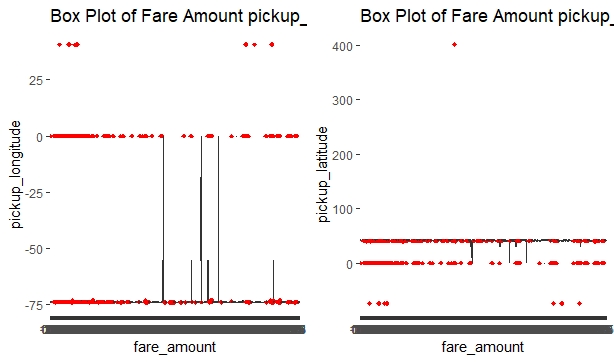 Box Plot of Fare Amount pickup_
Box Plot of Fare Amount pickup_
pickup_longitude
25
0
-25
-50
-75
fare_amount
pickup_latitude
400
300
200
100
0
fare_amount